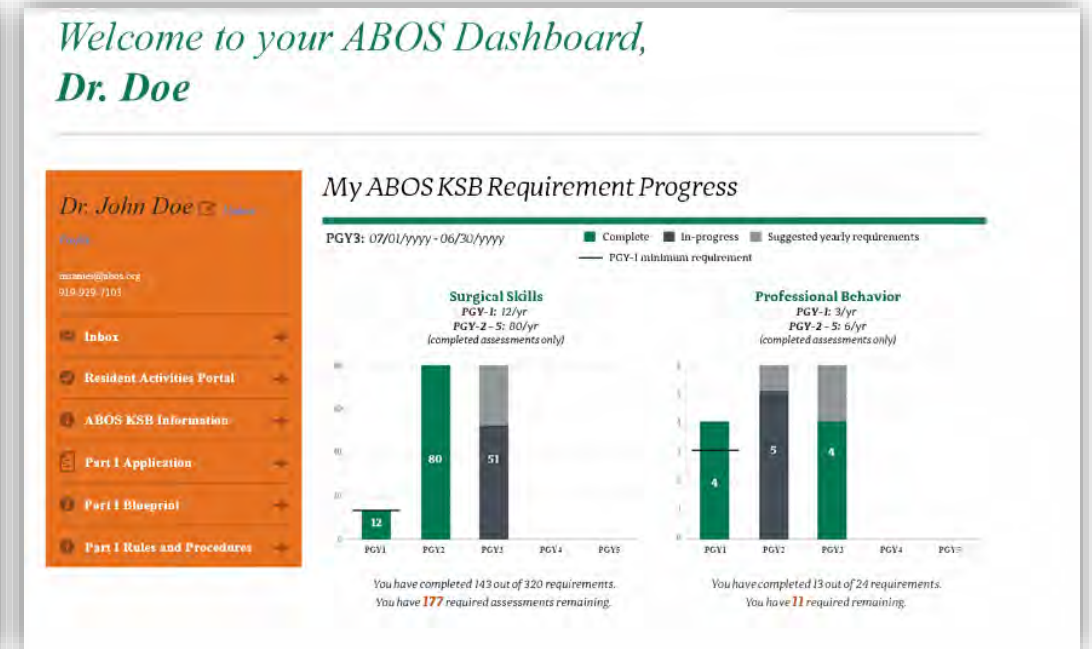 Welcome to your ABOS Dashboard,
Dr. Doe
Dr. John Doe
919-929-7103
Inbox
Resident Activities Portal
ABOS KSB Information
Part I Application
Part I Blueprint
Part I Rules and Procedures
My ABOS KSB Requirement Progress
PGY3: 07/01/yyyy - 06/30/yyyy
Complete In-progress Suggested yearly requirements
PGY-1 minimum requirement
Surgical Skills
PGY-1: 12/yr
PGY-2 - 5: 80/yr
(completed assessments only)
80
51
12
PGY1 PGY2 PGY3 PGY4 PGY5
You have completed 143 out of 320 requirements.
You have 177 required assessments remaining.
Professional Behavior
PGY-1: 3/yr
PGY-2 - 5: 6/yr
(completed assessments only)
5
4
4
PGY1 PGY2 PGY3 PGY4 PGY5
You have completed 13 out of 24 requirements.
You have 11 required remaining.